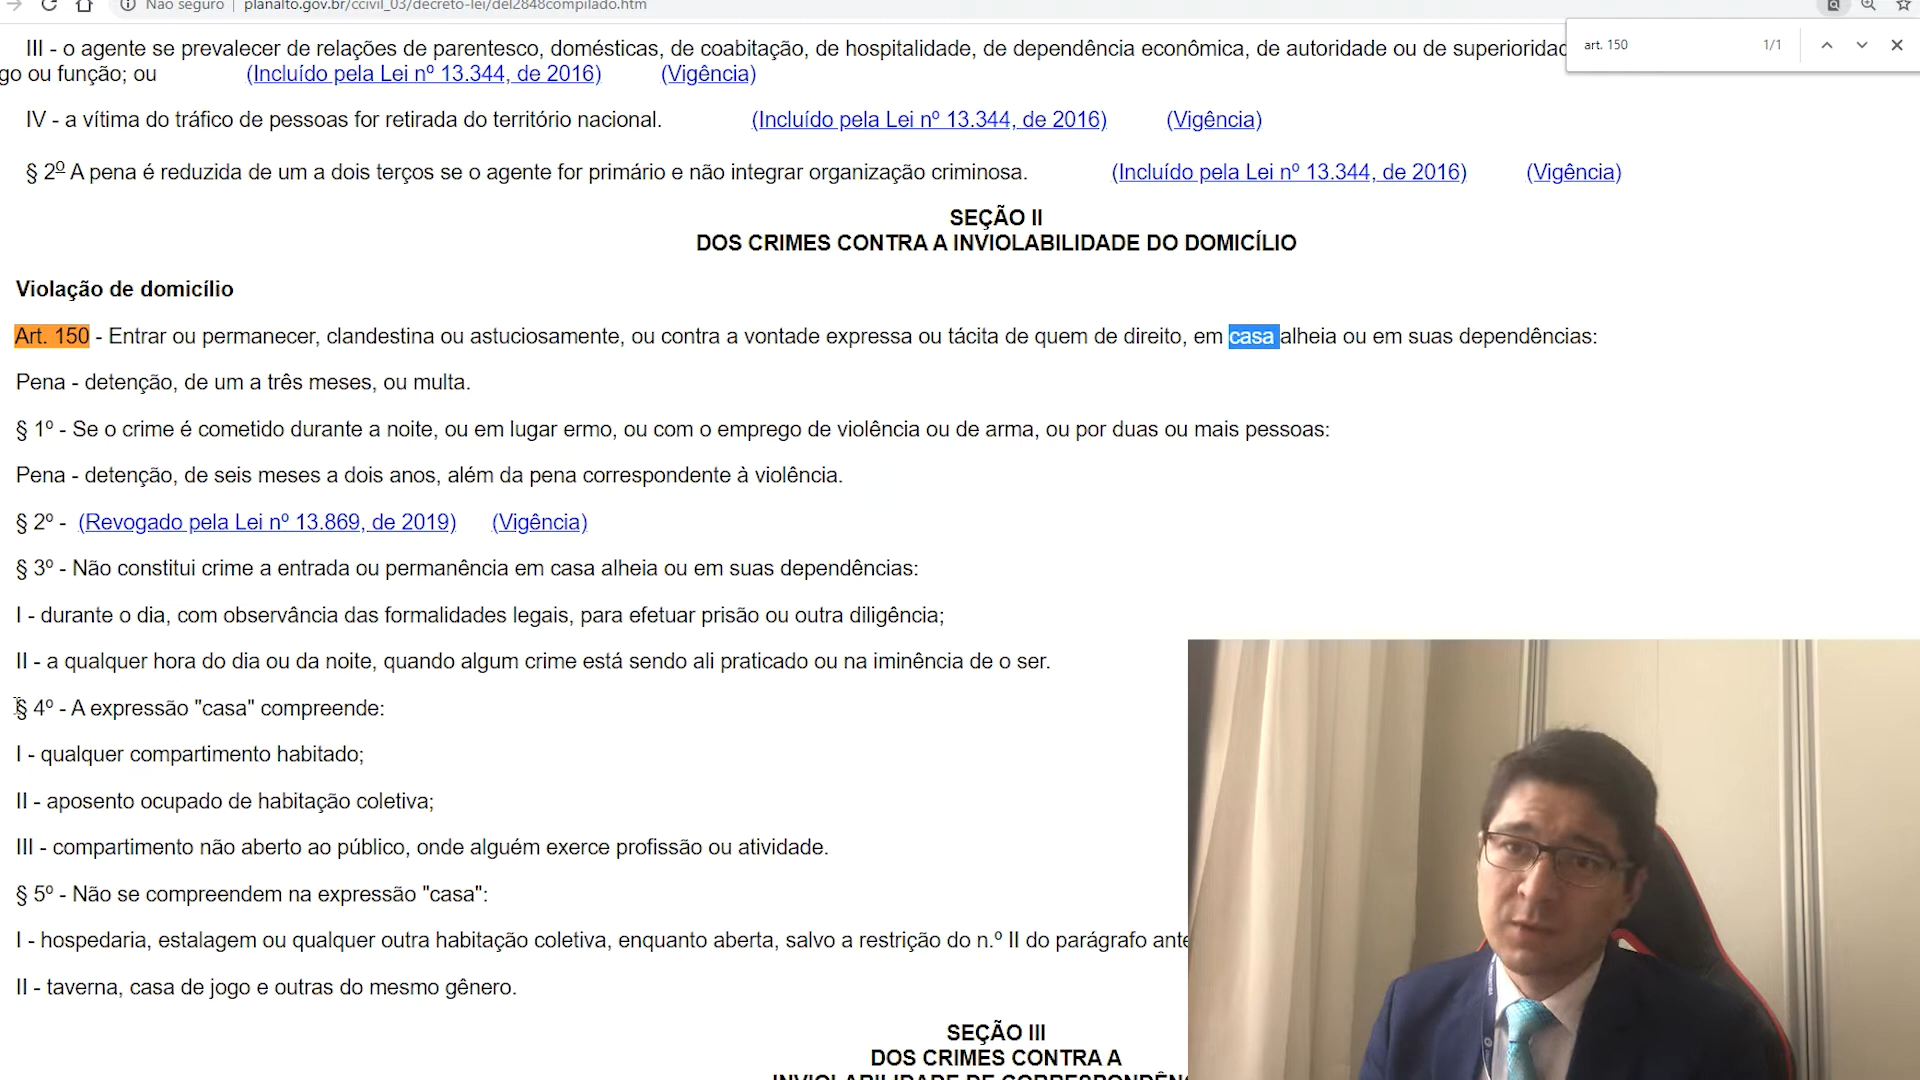 Não seguro | planalto.gov.br/ccivil_03/decreto-lei/del2848compilado.htm
art. 150 1/1
III - o agente se prevalecer de relações de parentesco, domésticas, de coabitação, de hospitalidade, de dependência econômica, de autoridade ou de
go ou função; ou (Incluído pela Lei nº 13.344, de 2016) (Vigência)
IV - a vítima do tráfico de pessoas for retirada do território nacional. (Incluído pela Lei nº 13.344, de 2016) (Vigência)
§ 2º A pena é reduzida de um a dois terços se o agente for primário e não integrar organização criminosa. (Incluído pela Lei nº 13.344, de 2016) (Vigência)
SEÇÃO II
DOS CRIMES CONTRA A INVIOLABILIDADE DO DOMICÍLIO
Violação de domicílio
Art. 150 - Entrar ou permanecer, clandestina ou astuciosamente, ou contra a vontade expressa ou tácita de quem de direito, em casa alheia ou em suas dependências:
Pena - detenção, de um a três meses, ou multa.
§ 1º - Se o crime é cometido durante a noite, ou em lugar ermo, ou com o emprego de violência ou de arma, ou por duas ou mais pessoas:
Pena - detenção, de seis meses a dois anos, além da pena correspondente à violência.
§ 2º - (Revogado pela Lei nº 13.869, de 2019) (Vigência)
§ 3º - Não constitui crime a entrada ou permanência em casa alheia ou em suas dependências:
I - durante o dia, com observância das formalidades legais, para efetuar prisão ou outra diligência;
II - a qualquer hora do dia ou da noite, quando algum crime está sendo ali praticado ou na iminência de o ser.
§ 4º - A expressão "casa" compreende:
I - qualquer compartimento habitado;
II - aposento ocupado de habitação coletiva;
III - compartimento não aberto ao público, onde alguém exerce profissão ou atividade.
§ 5º - Não se compreendem na expressão "casa":
I - hospedaria, estalagem ou qualquer outra habitação coletiva, enquanto aberta, salvo a restrição do n.º II do parágrafo ante
II - taverna, casa de jogo e outras do mesmo gênero.
SEÇÃO III
DOS CRIMES CONTRA A
INVIOLABILIDADE DE